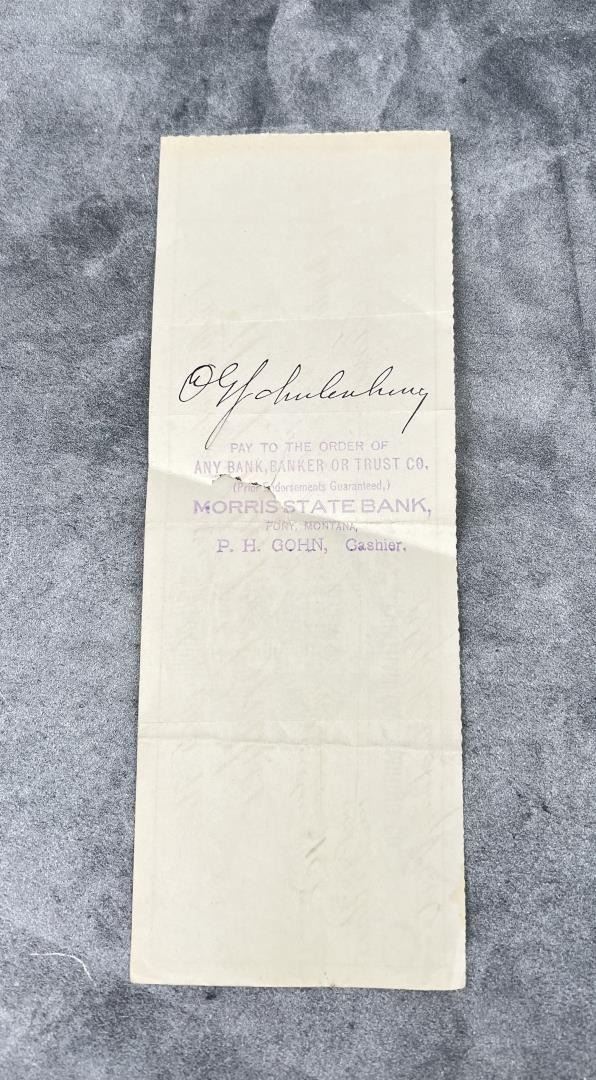 O G Schulenburg
PAY TO THE ORDER OF
ANY BANK, BANKER OR TRUST CO.
(Prior Endorsements Guaranteed,)
MORRIS STATE BANK,
PONY, MONTANA,
P. H. GOHN, Cashier.